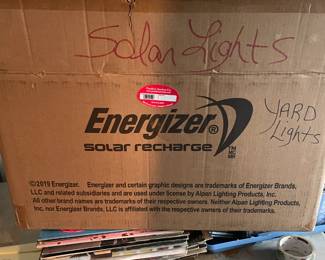 Solar Lights
Energizer®
SOLAR RECHARGE
TM
MC
MR
YARD
Lights
©2019 Energizer. Energizer and certain graphic designs are trademarks of Energizer Brands,
LLC and related subsidiaries and are used under license by Alpan Lighting Products, Inc.
All other brand names are trademarks of their respective owners. Neither Alpan Lighting Products,
Inc. nor Energizer Brands, LLC is affiliated with the respective owners of their trademarks.